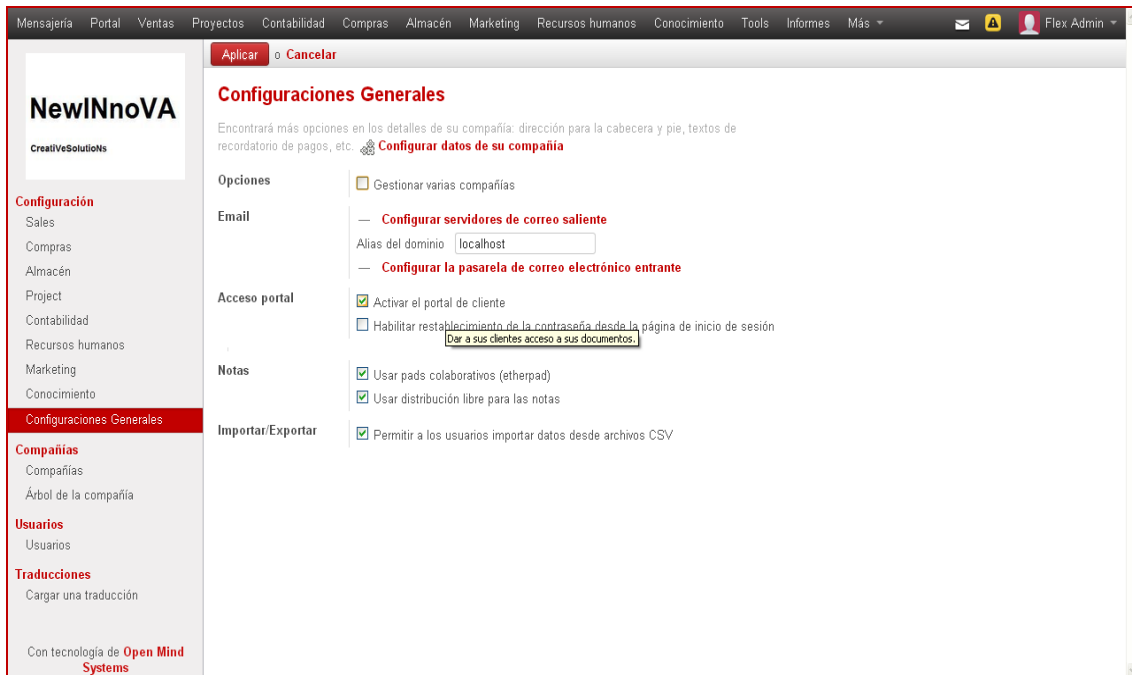 Mensajería Portal Ventas Proyectos Contabilidad Compras Almacén Marketing Recursos humanos Conocimiento Tools Informes Más Flex Admin
Aplicar o Cancelar
NewINnoVA
CreatiVeSolutioNs
Configuración
Sales
Compras
Almacén
Project
Contabilidad
Recursos humanos
Marketing
Conocimiento
Configuraciones Generales
Compañías
Compañías
Árbol de la compañía
Usuarios
Usuarios
Traducciones
Cargar una traducción
Con tecnología de Open Mind
Systems
Configuraciones Generales
Encontrará más opciones en los detalles de su compañía: dirección para la cabecera y pie, textos de
recordatorio de pagos, etc. Configurar datos de su compañía
Opciones Gestionar varias compañías
Email — Configurar servidores de correo saliente
Alias del dominio localhost
— Configurar la pasarela de correo electrónico entrante
Acceso portal Activar el portal de cliente
Habilitar restablecimiento de la contraseña desde la página de inicio de sesión
Dar a sus clientes acceso a sus documentos.
Notas Usar pads colaborativos (etherpad)
Usar distribución libre para las notas
Importar/Exportar Permitir a los usuarios importar datos desde archivos CSV